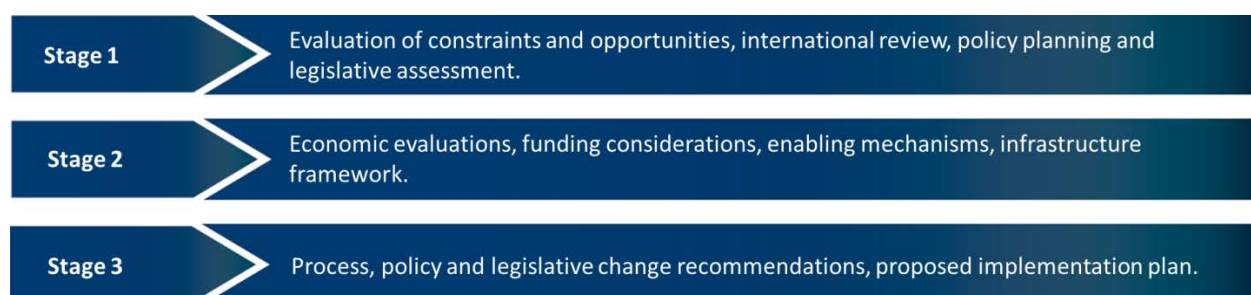 Stage 1
Evaluation of constraints and opportunities, international review, policy planning and
legislative assessment.
Stage 2
Economic evaluations, funding considerations, enabling mechanisms, infrastructure
framework.
Stage 3
Process, policy and legislative change recommendations, proposed implementation plan.